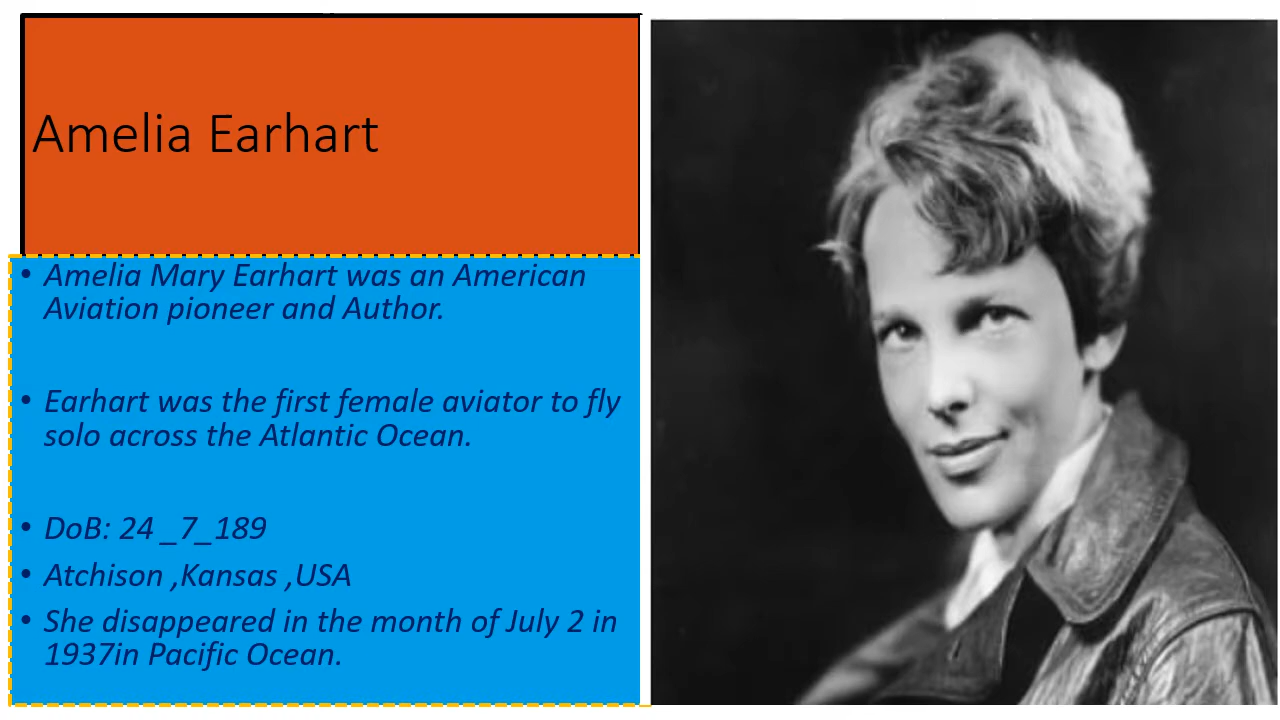 Amelia Earhart
• Amelia Mary Earhart was an American
Aviation pioneer and Author.
• Earhart was the first female aviator to fly
solo across the Atlantic Ocean.
• DoB: 24 _7_189
• Atchison ,Kansas ,USA
• She disappeared in the month of July 2 in
1937in Pacific Ocean.